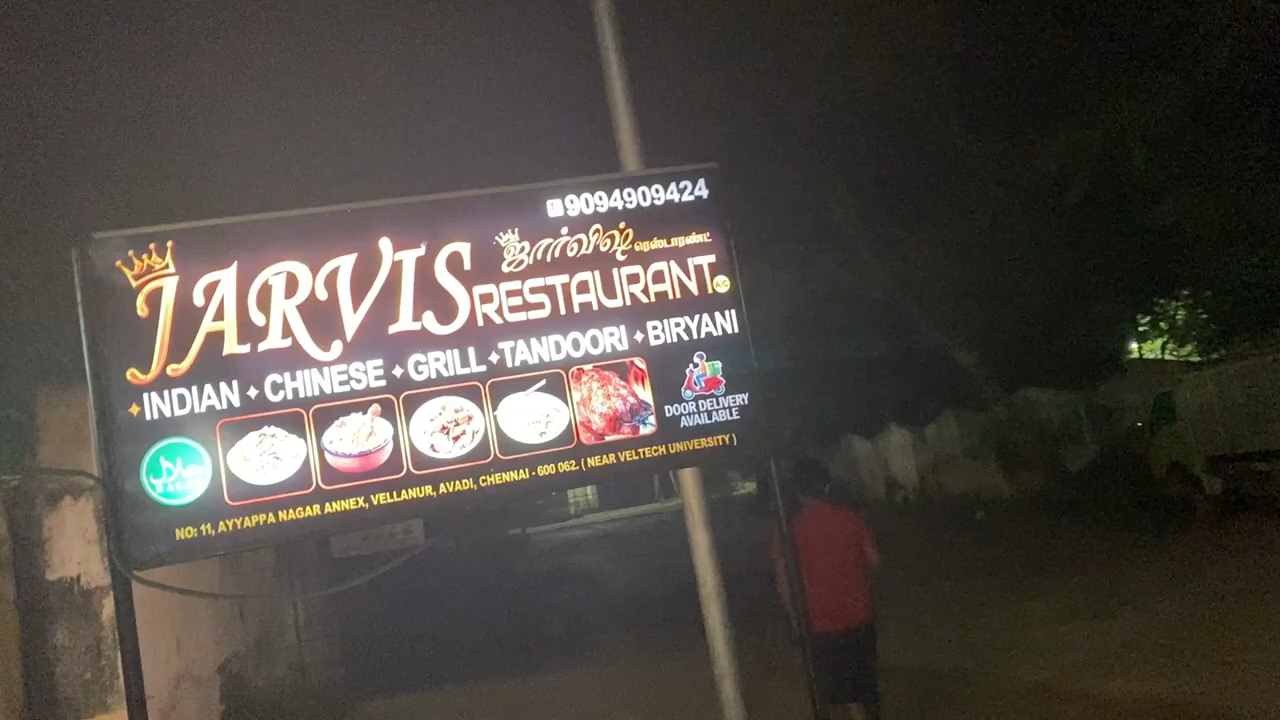 9094909424
ஜார்விஷ் ரெஸ்டாரண்ட்
JARVIS RESTAURANT A/C
INDIAN CHINESE GRILL TANDOORI BIRYANI
DOOR DELIVERY
AVAILABLE
حلال
NO: 11, AYYAPPA NAGAR ANNEX, VELLANUR, AVADI, CHENNAI - 600 062. ( NEAR VELTECH UNIVERSITY )